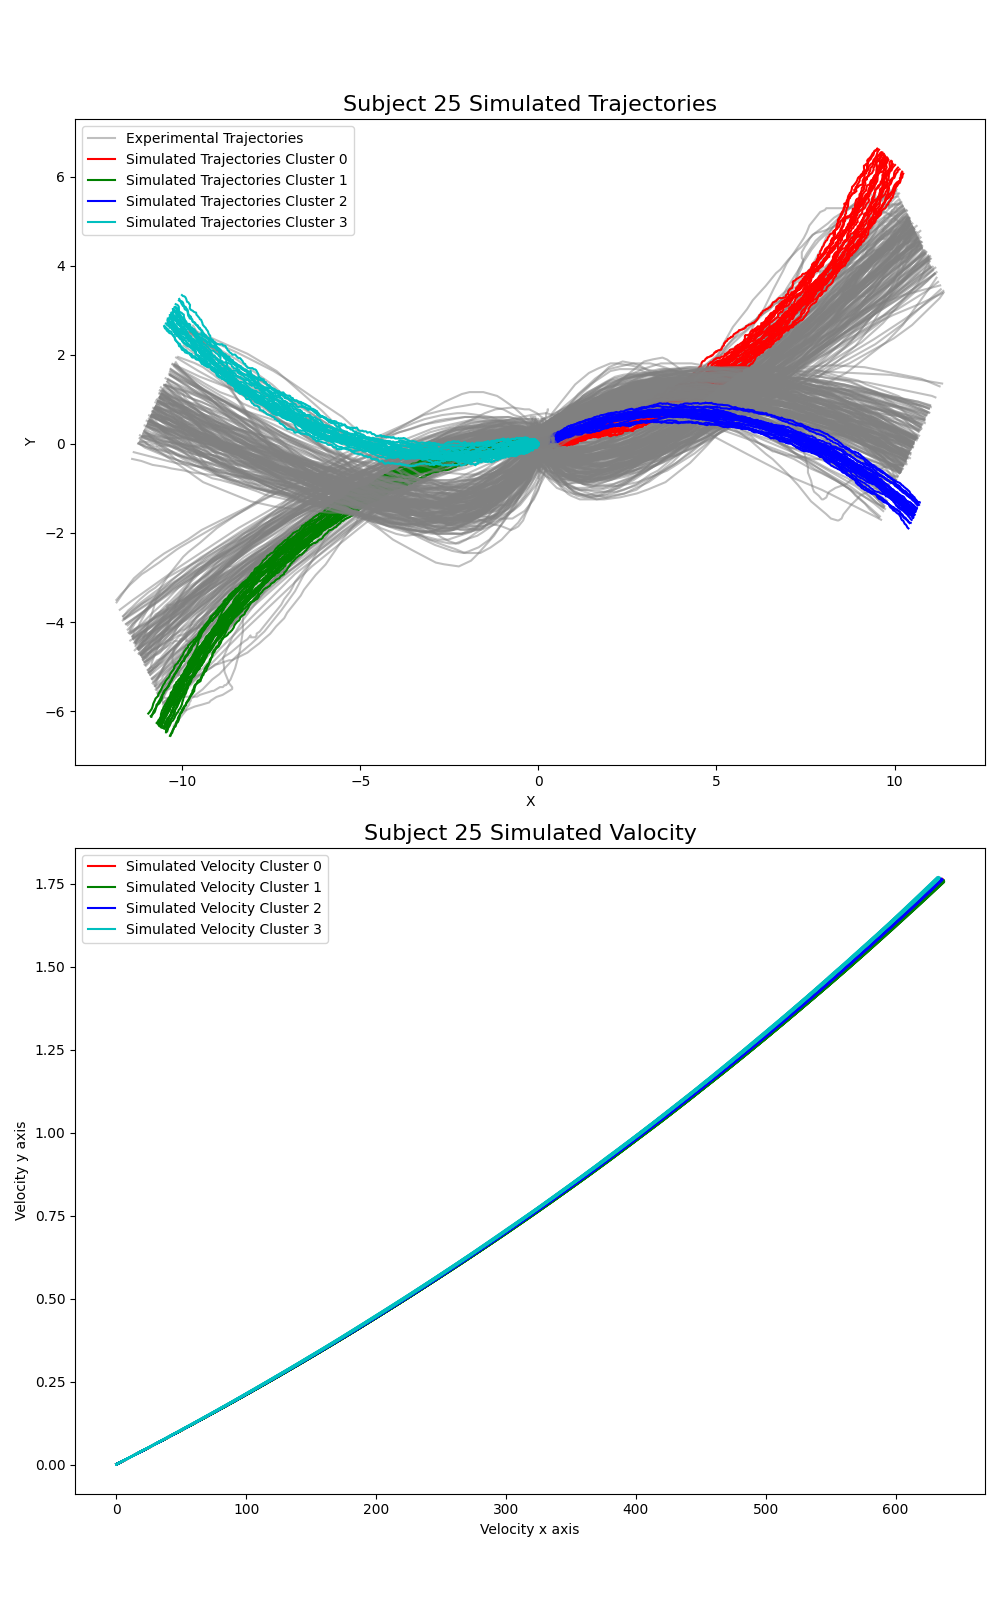 Subject 25 Simulated Trajectories
Experimental Trajectories
Simulated Trajectories Cluster 0
Simulated Trajectories Cluster 1
Simulated Trajectories Cluster 2
Simulated Trajectories Cluster 3
6
4
2
0
−2
−4
−6
Y
−10
−5
0
5
10
X
Subject 25 Simulated Valocity
Simulated Velocity Cluster 0
Simulated Velocity Cluster 1
Simulated Velocity Cluster 2
Simulated Velocity Cluster 3
1.75
1.50
1.25
1.00
0.75
0.50
0.25
0.00
Velocity y axis
0
100
200
300
400
500
600
Velocity x axis